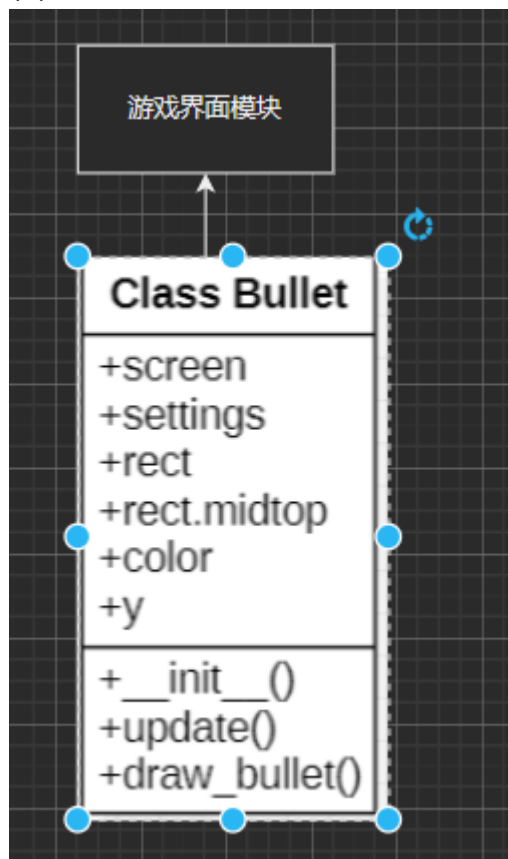 游戏界面模块
Class Bullet
+screen
+settings
+rect
+rect.midtop
+color
+y
+__init__()
+update()
+draw_bullet()